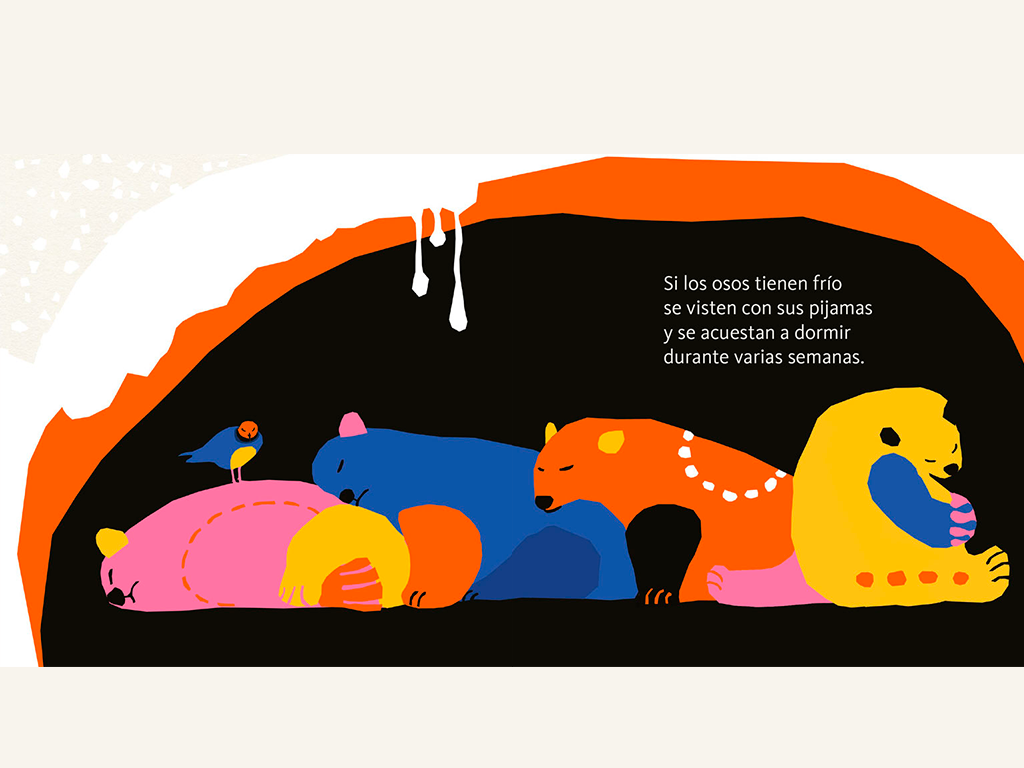 Si los osos tienen frío
se visten con sus pijamas
y se acuestan a dormir
durante varias semanas.